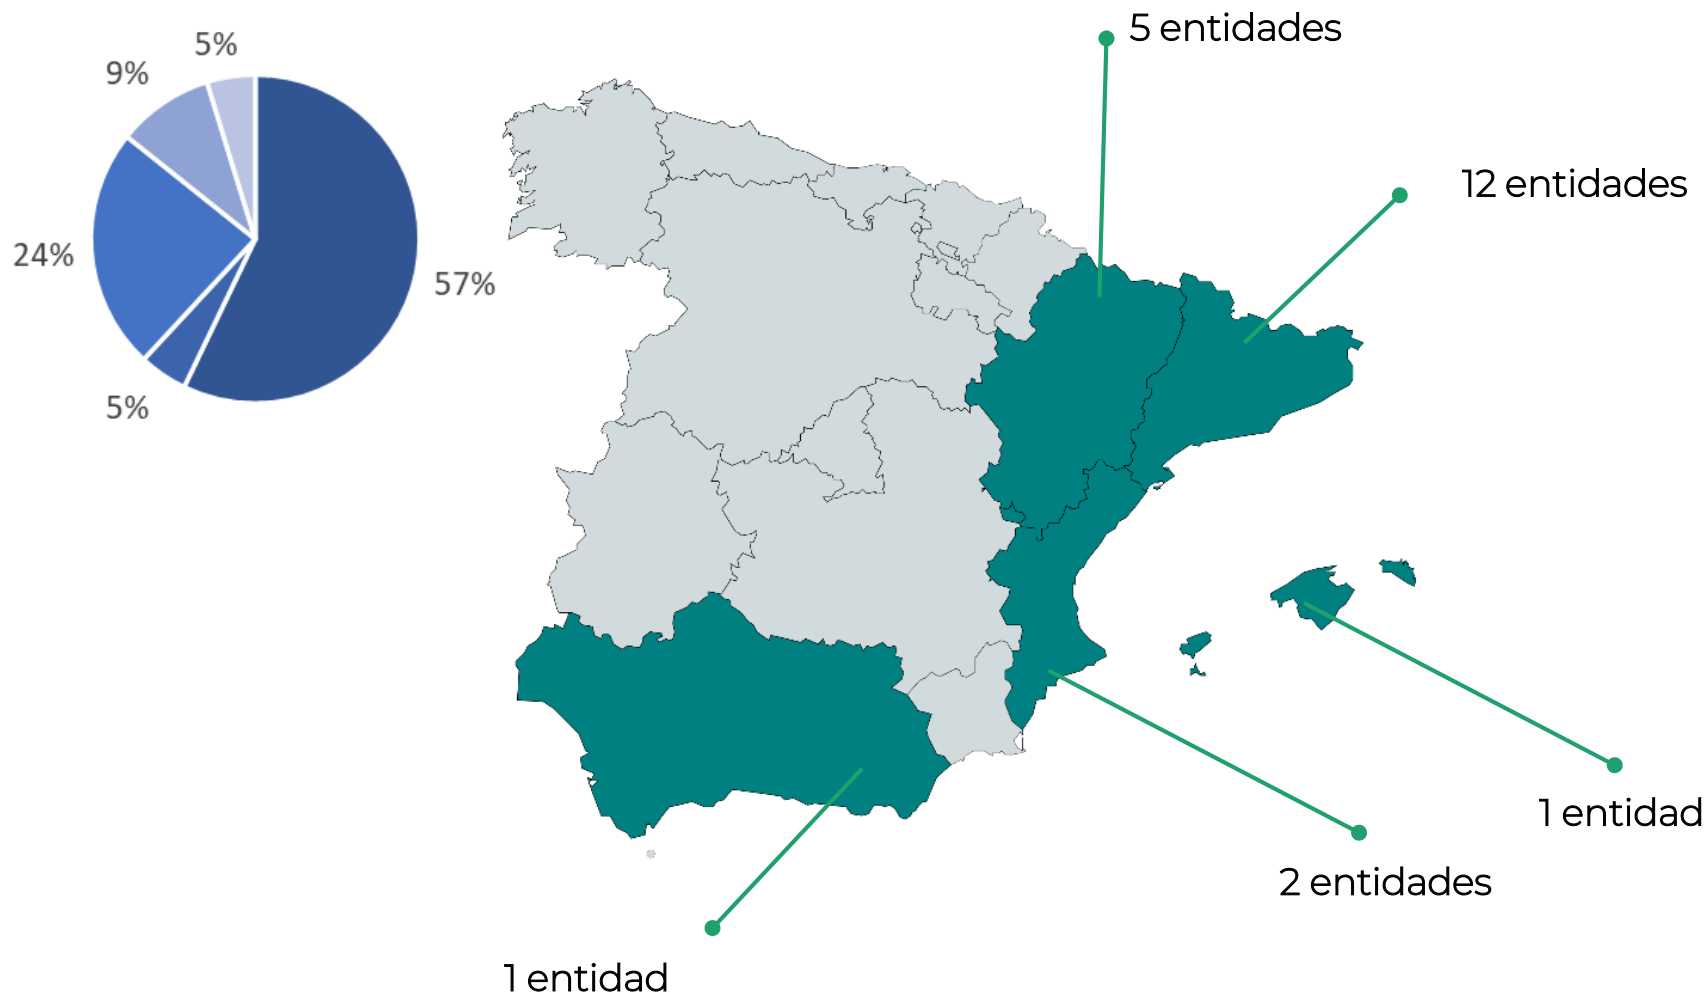 5 entidades
5%
9%
12 entidades
24%
57%
5%
1 entidad
2 entidades
1 entidad